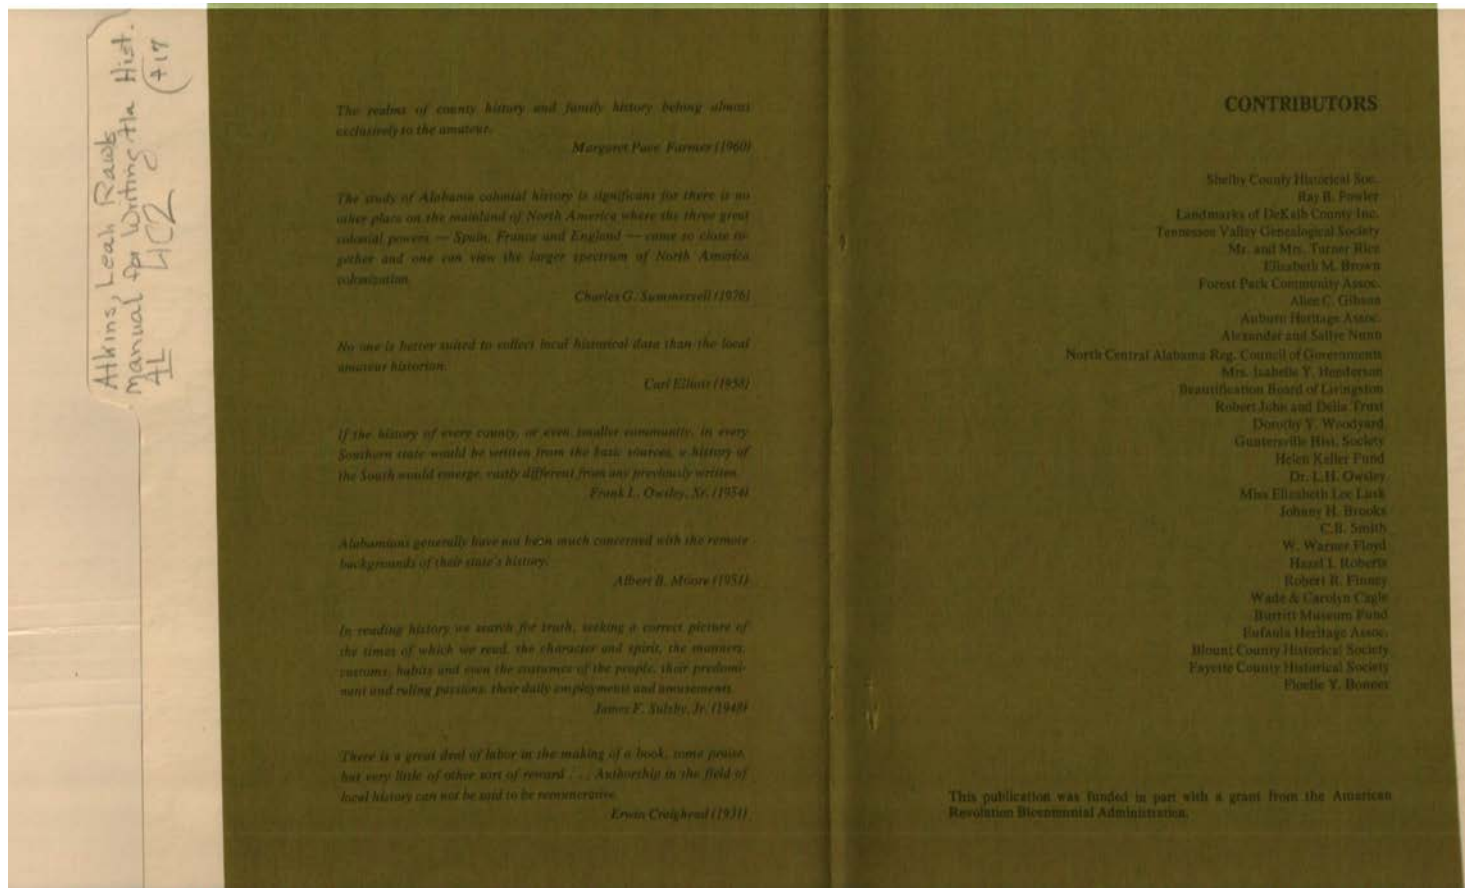 Atkins, Leah Rawls
Manual for Writing Ala Hist.
AL HC2 (+17
The realms of county history and family history belong almost
exclusively to the amateur.
Margaret Pace Farmer (1960)
The study of Alabama colonial history is significant for there is no
other place on the mainland of North America where the three great
colonial powers — Spain, France and England — came so close to-
gether and one can view the larger spectrum of North America
colonization.
Charles G. Summersell (1976)
No one is better suited to collect local historical data than the local
amateur historian.
Carl Elliott (1958)
If the history of every county, or even smaller community, in every
Southern state would be written from the basic sources, a history of
the South would emerge, vastly different from any previously written.
Frank L. Owsley, Sr. (1954)
Alabamians generally have not been much concerned with the remote
backgrounds of their state's history.
Albert B. Moore (1951)
In reading history we search for truth, seeking a correct picture of
the times of which we read, the character and spirit, the manners,
customs, habits and even the costumes of the people, their predomi-
nant and ruling passions, their daily employments and amusements.
James F. Sulzby, Jr. (1949)
There is a great deal of labor in the making of a book, some praise,
but very little of other sort of reward . . . Authorship in the field of
local history can not be said to be remunerative.
Erwin Craighead (1931)
CONTRIBUTORS
Shelby County Historical Soc.
Ray B. Fowler
Landmarks of DeKalb County Inc.
Tennessee Valley Genealogical Society
Mr. and Mrs. Turner Rice
Elizabeth M. Brown
Forest Park Community Assoc.
Alice C. Gibson
Auburn Heritage Assoc.
Alexander and Sallye Nunn
North Central Alabama Reg. Council of Governments
Mrs. Isabelle Y. Henderson
Beautification Board of Livingston
Robert John and Delia Trust
Dorothy Y. Woodyard
Guntersville Hist. Society
Helen Keller Fund
Dr. L.H. Owsley
Miss Elizabeth Lee Lusk
Johnny H. Brooks
C.B. Smith
W. Warner Floyd
Hazel I. Roberts
Robert R. Finney
Wade & Carolyn Cagle
Burritt Museum Fund
Eufaula Heritage Assoc.
Blount County Historical Society
Fayette County Historical Society
Floelle Y. Bonner
This publication was funded in part with a grant from the American
Revolution Bicentennial Administration.